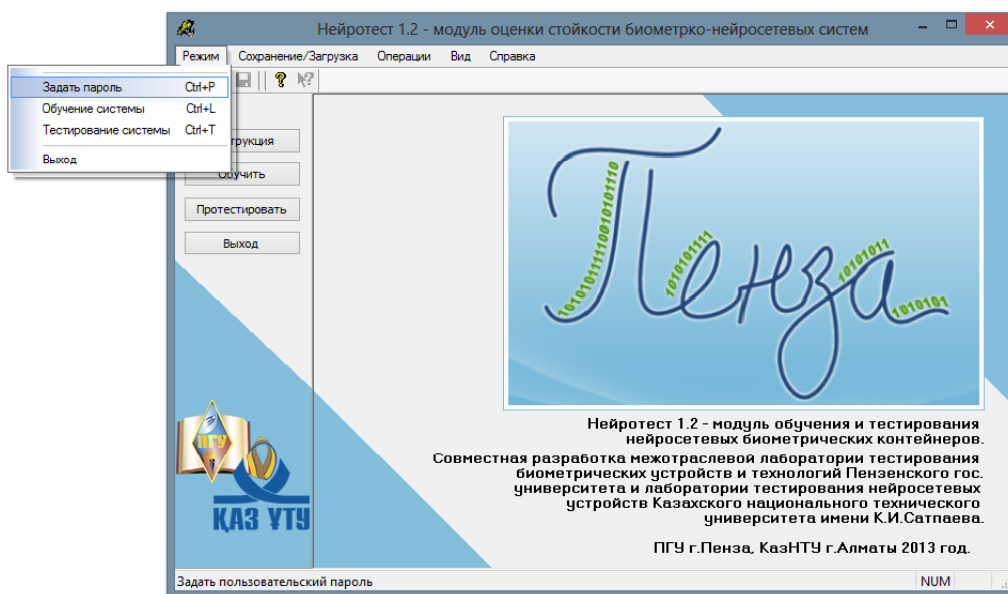 Нейротест 1.2 - модуль оценки стойкости биометрко-нейросетевых систем
Режим Сохранение/Загрузка Операции Вид Справка
Задать пароль Ctrl+P
Обучение системы Ctrl+L
Тестирование системы Ctrl+T
Выход
трукция
Обучить
Протестировать
Выход
Пенза
1010101111100101010110
1010101111
10101011
1010101
ПГУ
ҚАЗ ҰТУ
Нейротест 1.2 - модуль обучения и тестирования
нейросетевых биометрических контейнеров.
Совместная разработка межотраслевой лаборатории тестирования
биометрических устройств и технологий Пензенского гос.
университета и лаборатории тестирования нейросетевых
устройств Казахского национального технического
университета имени К.И.Сатпаева.
ПГУ г.Пенза, КазНТУ г.Алматы 2013 год.
Задать пользовательский пароль NUM